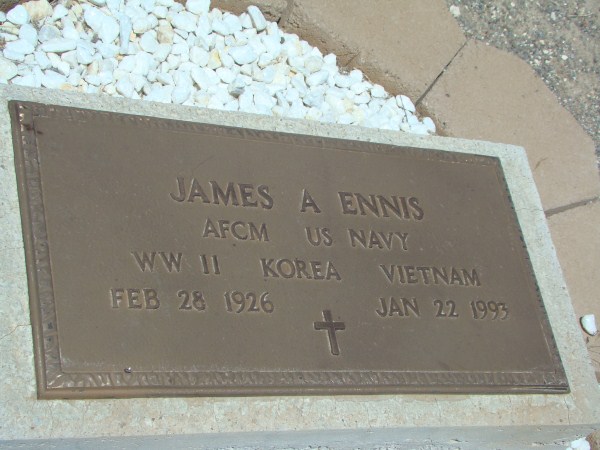 JAMES A ENNIS
AFCM US NAVY
WW II KOREA VIETNAM
FEB 28 1926 JAN 22 1993